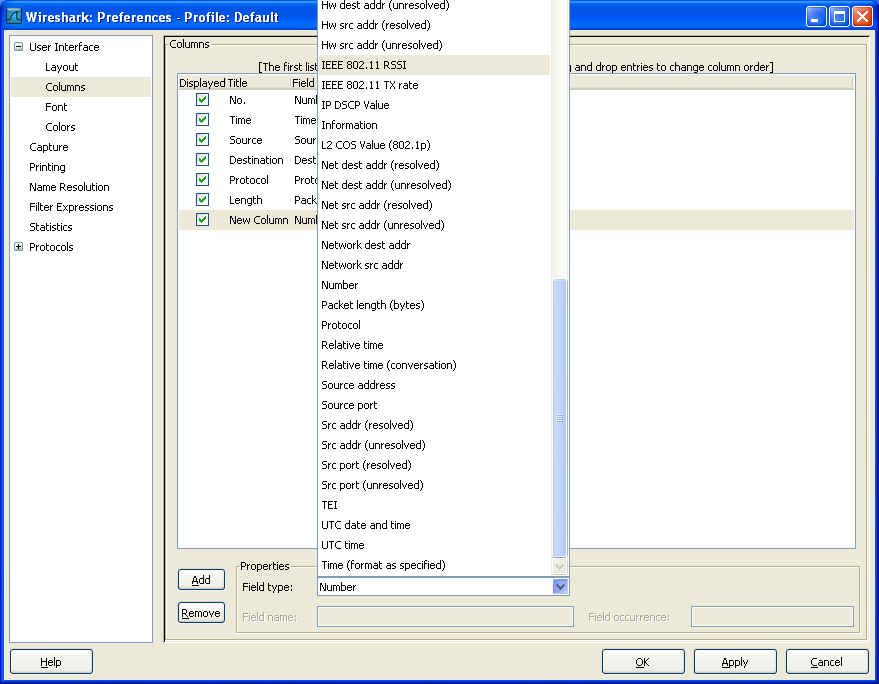 Wireshark: Preferences - Profile: Default
User Interface
Layout
Columns
Font
Colors
Capture
Printing
Name Resolution
Filter Expressions
Statistics
Protocols
Columns
[The first list
g and drop entries to change column order]
Displayed Title Field
No. Numb
Time Time
Source Sour
Destination Dest
Protocol Proto
Length Pack
New Column Numb
Hw dest addr (unresolved)
Hw src addr (resolved)
Hw src addr (unresolved)
IEEE 802.11 RSSI
IEEE 802.11 TX rate
IP DSCP Value
Information
L2 COS Value (802.1p)
Net dest addr (resolved)
Net dest addr (unresolved)
Net src addr (resolved)
Net src addr (unresolved)
Network dest addr
Network src addr
Number
Packet length (bytes)
Protocol
Relative time
Relative time (conversation)
Source address
Source port
Src addr (resolved)
Src addr (unresolved)
Src port (resolved)
Src port (unresolved)
TEI
UTC date and time
UTC time
Time (format as specified)
Add
Remove
Properties
Field type: Number
Field name: Field occurrence:
Help OK Apply Cancel